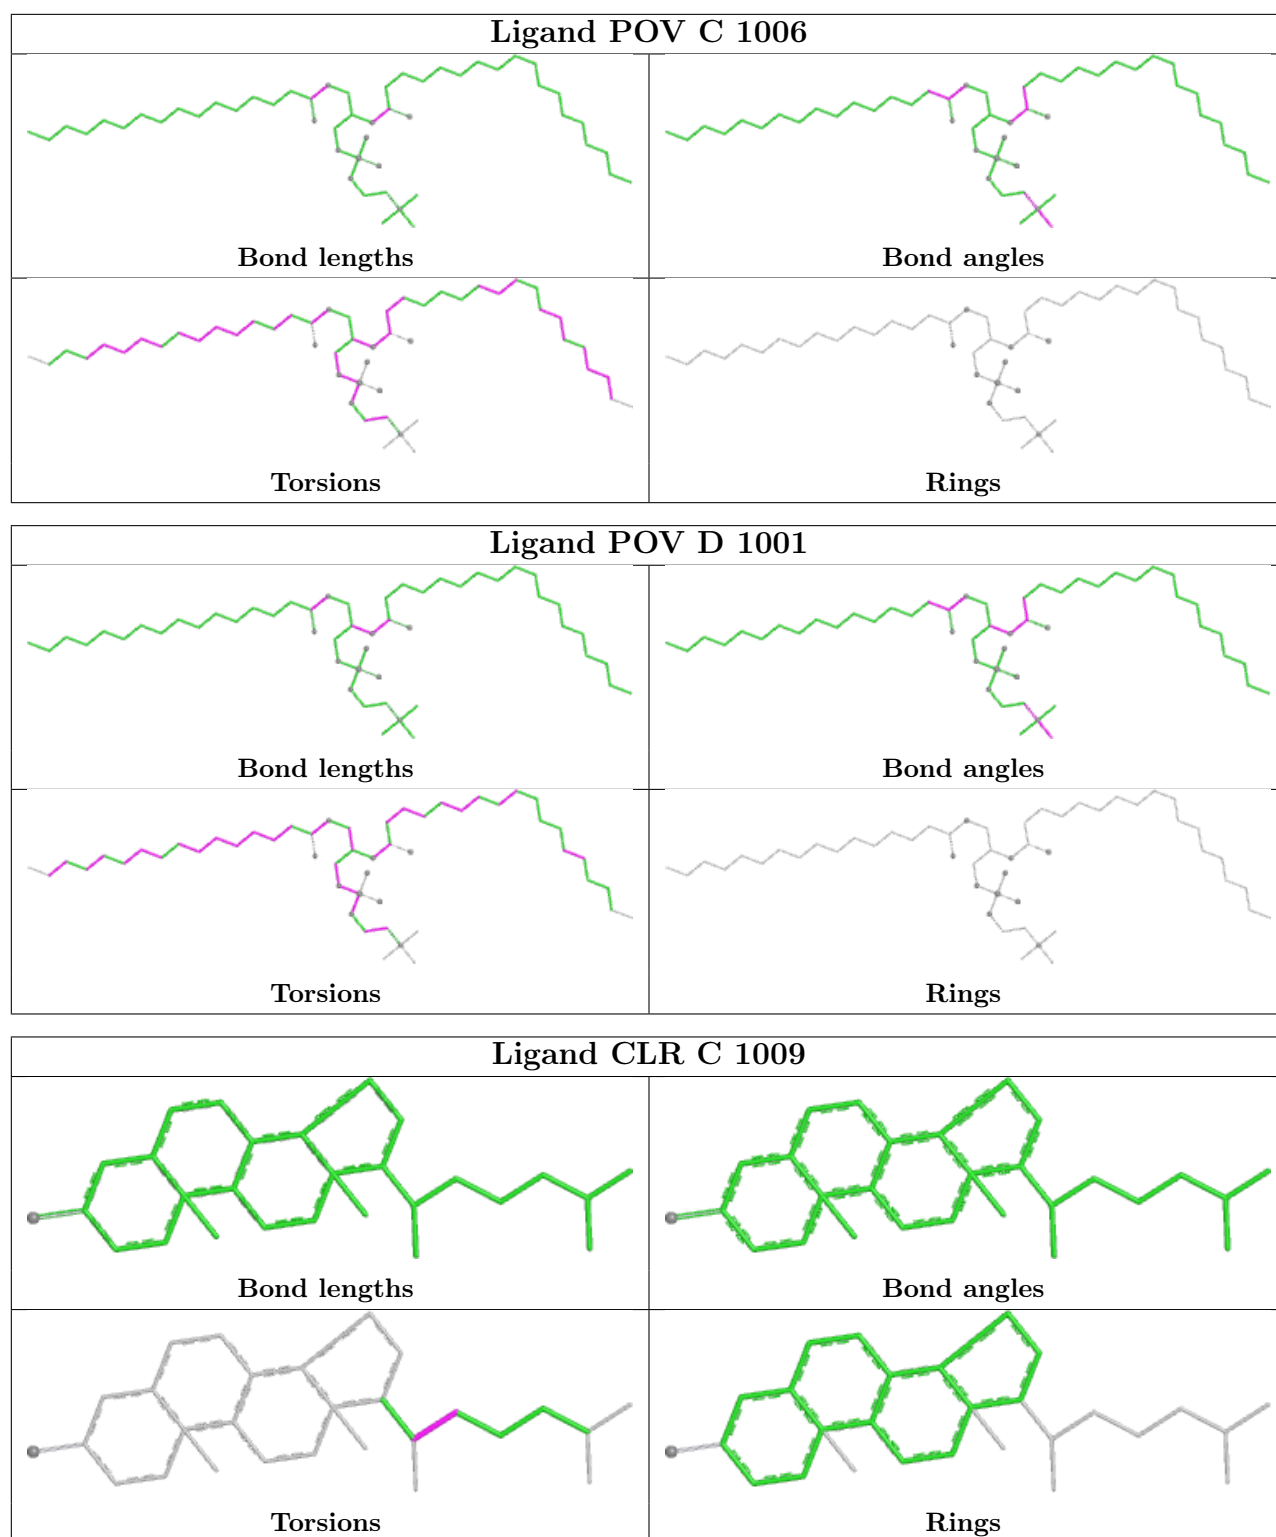 Ligand POV C 1006
Bond lengths
Bond angles
Torsions
Rings
Ligand POV D 1001
Bond lengths
Bond angles
Torsions
Rings
Ligand CLR C 1009
Bond lengths
Bond angles
Torsions
Rings